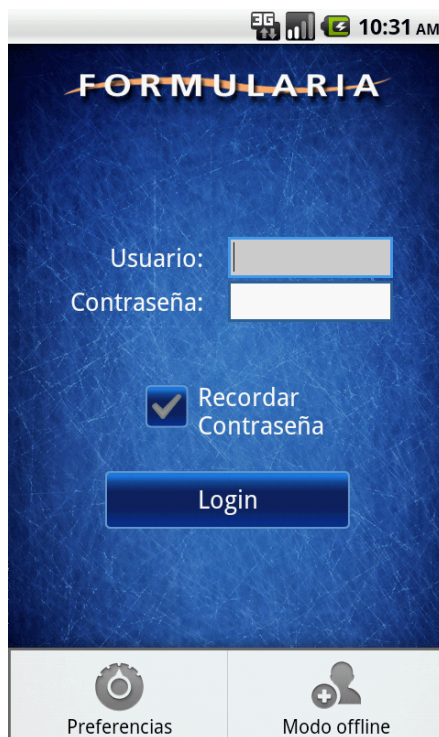 3G 10:31 AM
FORMULARIA
Usuario:
Contraseña:
Recordar
Contraseña
Login
Preferencias Modo offline